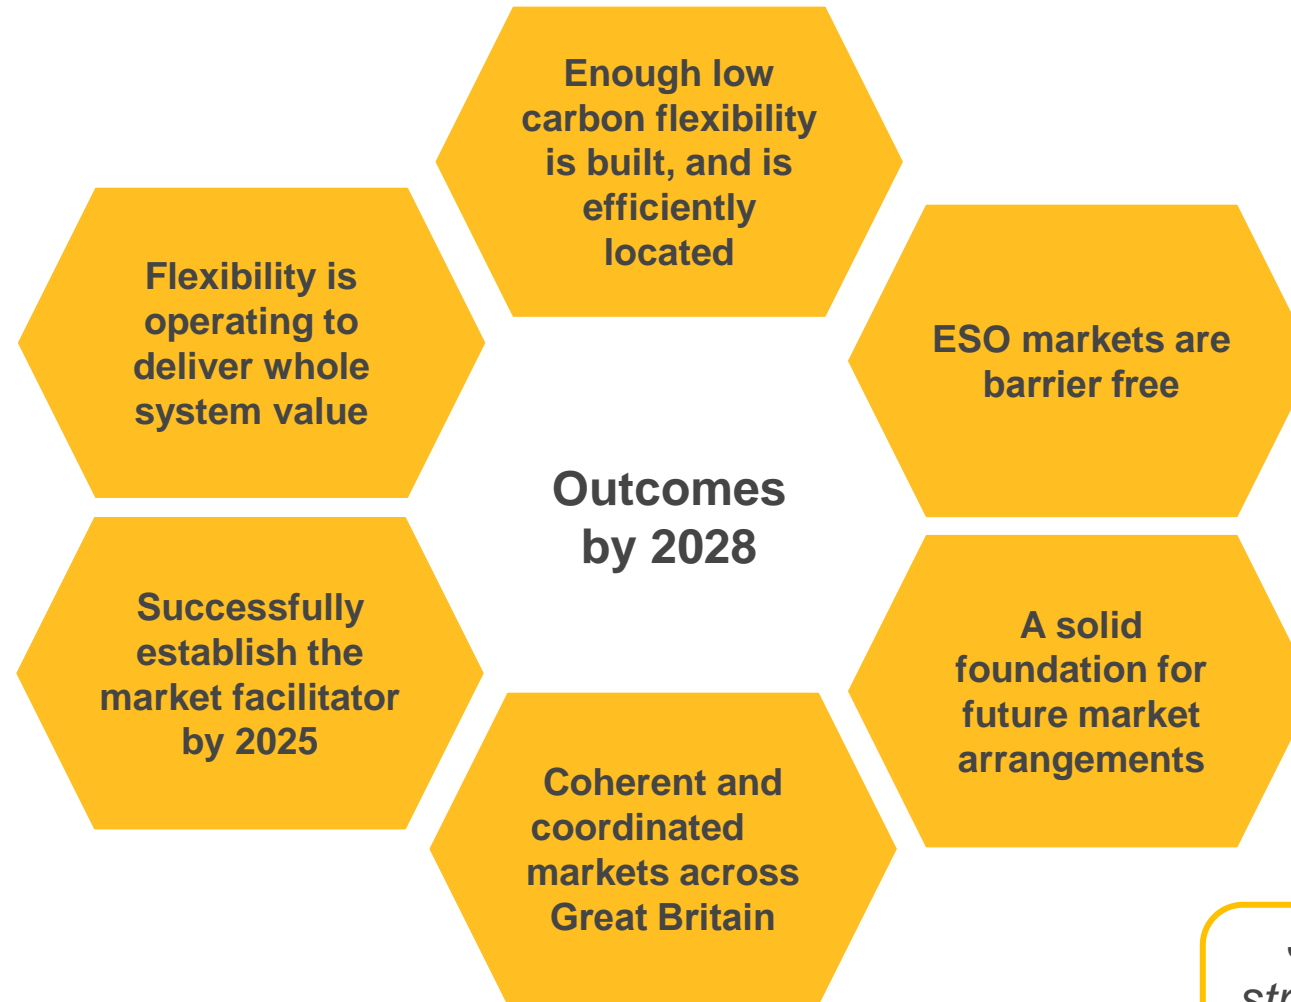 Enough low
carbon flexibility
is built, and is
efficiently
located
Flexibility is
operating to
deliver whole
system value
ESO markets are
barrier free
Outcomes
by 2028
Successfully
establish the
market facilitator
by 2025
A solid
foundation for
future market
arrangements
Coherent and
coordinated
markets across
Great Britain